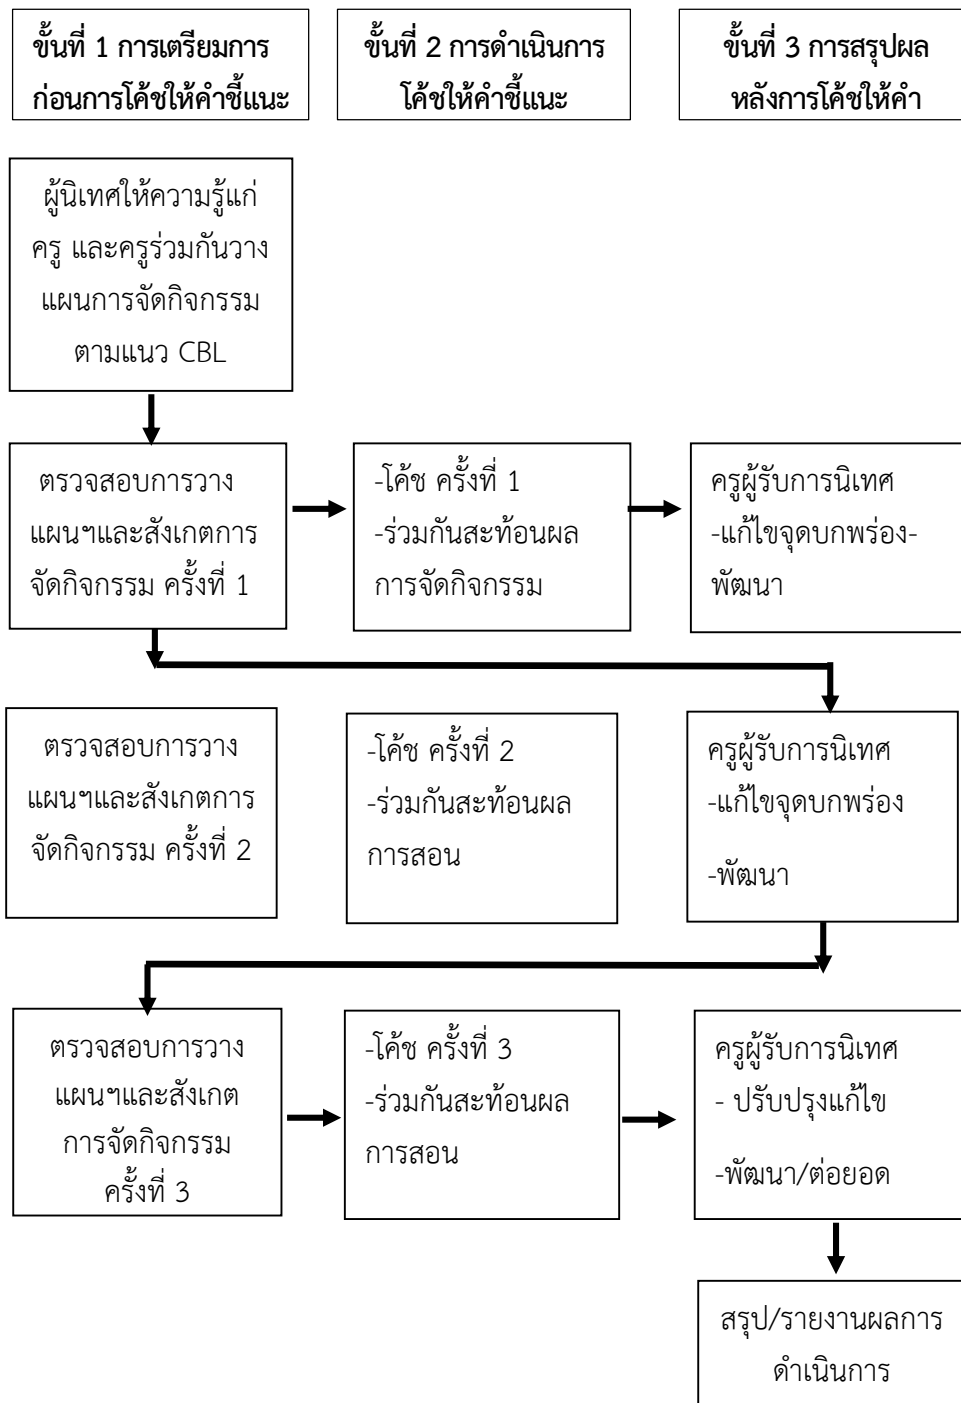 ขั้นที่ 1 การเตรียมการ
ก่อนการโค้ชให้คำชี้แนะ
ขั้นที่ 2 การดำเนินการ
โค้ชให้คำชี้แนะ
ขั้นที่ 3 การสรุปผล
หลังการโค้ชให้คำ
ผู้นิเทศให้ความรู้แก่
ครู และครูร่วมกันวาง
แผนการจัดกิจกรรม
ตามแนว CBL
ตรวจสอบการวาง
แผนฯและสังเกตการ
จัดกิจกรรม ครั้งที่ 1
-โค้ช ครั้งที่ 1
-ร่วมกันสะท้อนผล
การจัดกิจกรรม
ครูผู้รับการนิเทศ
-แก้ไขจุดบกพร่อง-
พัฒนา
ตรวจสอบการวาง
แผนฯและสังเกตการ
จัดกิจกรรม ครั้งที่ 2
-โค้ช ครั้งที่ 2
-ร่วมกันสะท้อนผล
การสอน
ครูผู้รับการนิเทศ
-แก้ไขจุดบกพร่อง
-พัฒนา
ตรวจสอบการวาง
แผนฯและสังเกต
การจัดกิจกรรม
ครั้งที่ 3
-โค้ช ครั้งที่ 3
-ร่วมกันสะท้อนผล
การสอน
ครูผู้รับการนิเทศ
- ปรับปรุงแก้ไข
-พัฒนา/ต่อยอด
สรุป/รายงานผลการ
ดำเนินการ